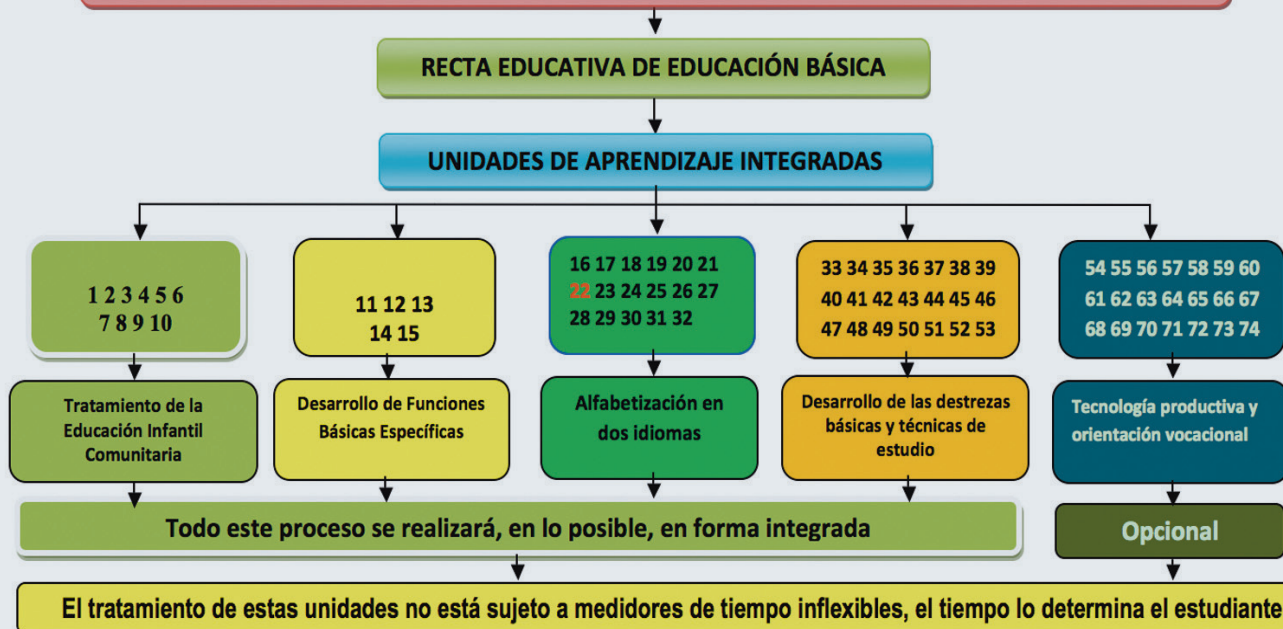 RECTA EDUCATIVA DE EDUCACIÓN BÁSICA
UNIDADES DE APRENDIZAJE INTEGRADAS
1 2 3 4 5 6
7 8 9 10
11 12 13
14 15
16 17 18 19 20 21
22 23 24 25 26 27
28 29 30 31 32
33 34 35 36 37 38 39
40 41 42 43 44 45 46
47 48 49 50 51 52 53
54 55 56 57 58 59 60
61 62 63 64 65 66 67
68 69 70 71 72 73 74
Tratamiento de la
Educación Infantil
Comunitaria
Desarrollo de Funciones
Básicas Específicas
Alfabetización en
dos idiomas
Desarrollo de las destrezas
básicas y técnicas de
estudio
Tecnología productiva y
orientación vocacional
Todo este proceso se realizará, en lo posible, en forma integrada
Opcional
El tratamiento de estas unidades no está sujeto a medidores de tiempo inflexibles, el tiempo lo determina el estudiante